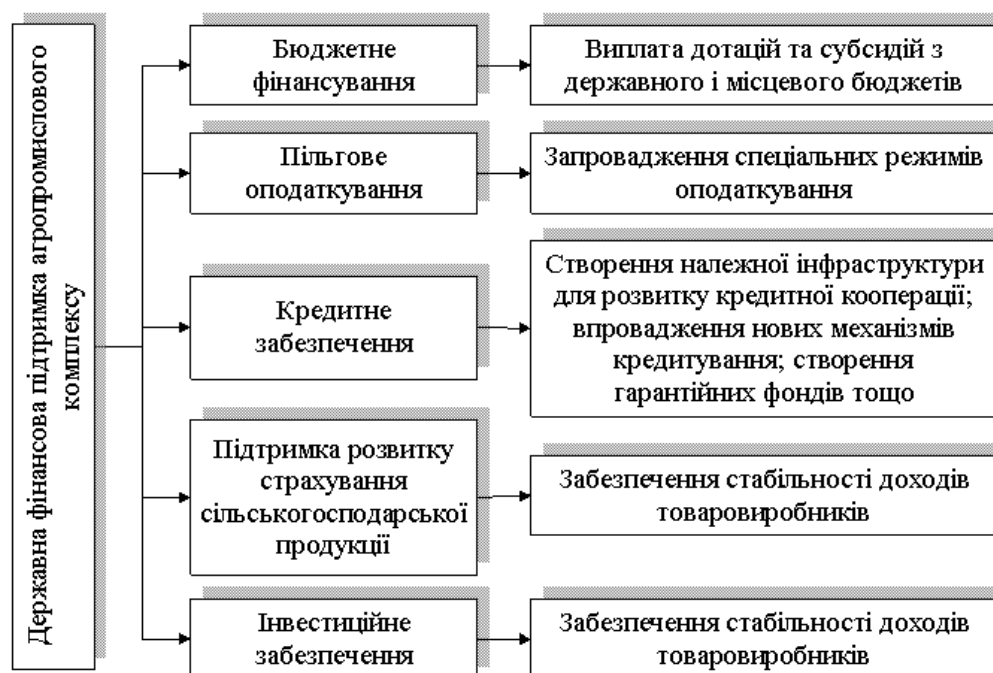 Державна фінансова підтримка агропромислового
комплексу
Бюджетне
фінансування
Виплата дотацій та субсидій з
державного і місцевого бюджетів
Пільгове
оподаткування
Запровадження спеціальних режимів
оподаткування
Кредитне
забезпечення
Створення належної інфраструктури
для розвитку кредитної кооперації;
впровадження нових механізмів
кредитування; створення
гарантійних фондів тощо
Підтримка розвитку
страхування
сільськогосподарської
продукції
Забезпечення стабільності доходів
товаровиробників
Інвестиційне
забезпечення
Забезпечення стабільності доходів
товаровиробників